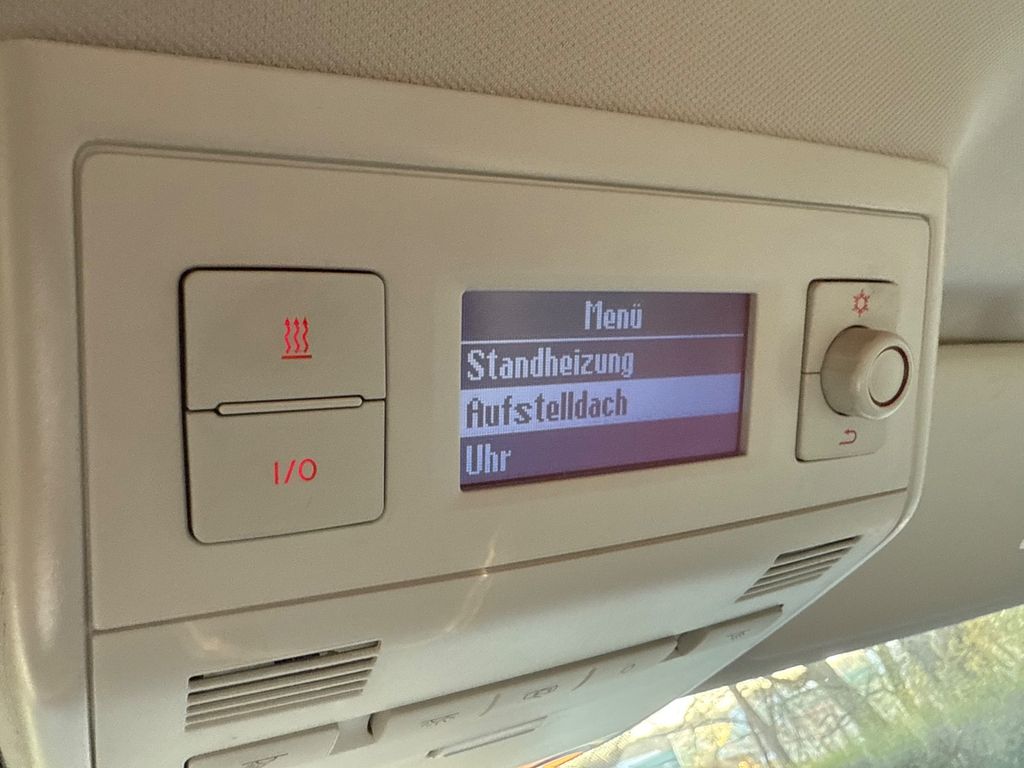 Menü
Standheizung
Aufstelldach
Uhr
I/O